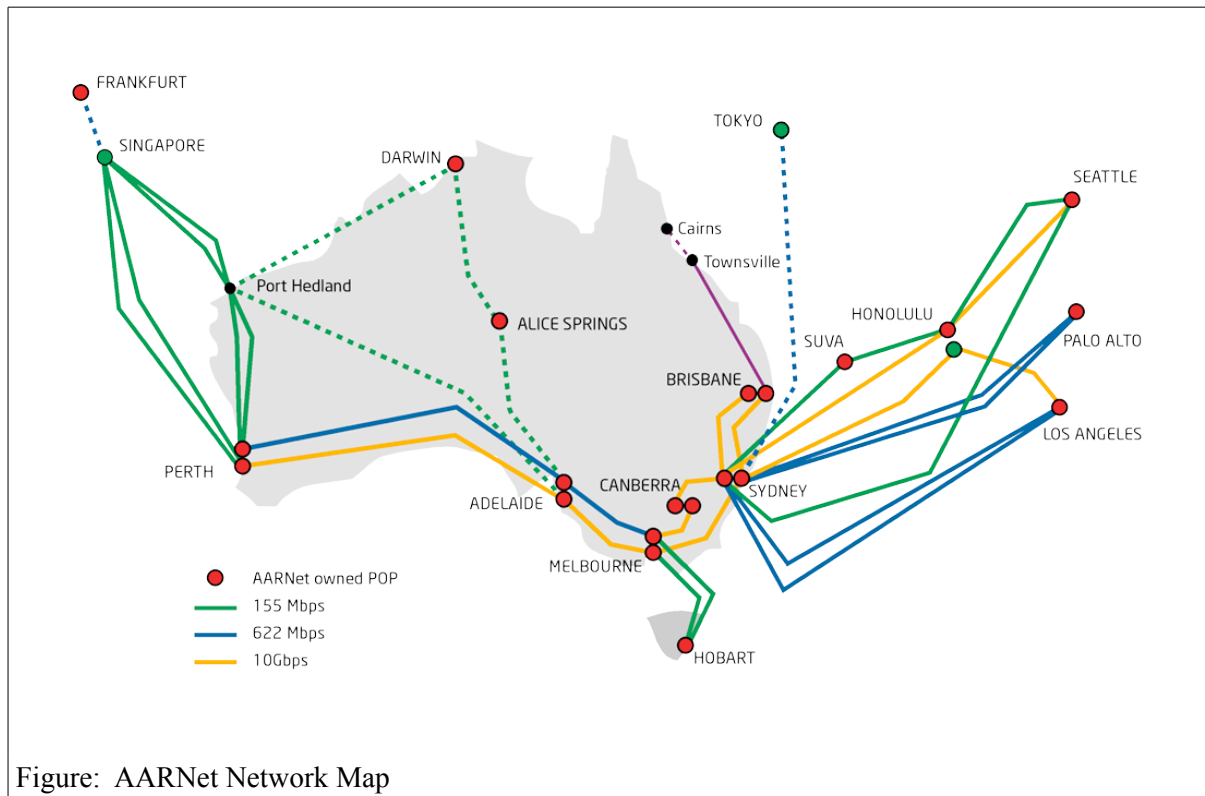 FRANKFURT
SINGAPORE
DARWIN
TOKYO
SEATTLE
Cairns
Townsville
Port Hedland
ALICE SPRINGS
HONOLULU
SUVA
PALO ALTO
BRISBANE
LOS ANGELES
PERTH
ADELAIDE
CANBERRA
SYDNEY
MELBOURNE
HOBART
AARNet owned POP
155 Mbps
622 Mbps
10Gbps
Figure: AARNet Network Map